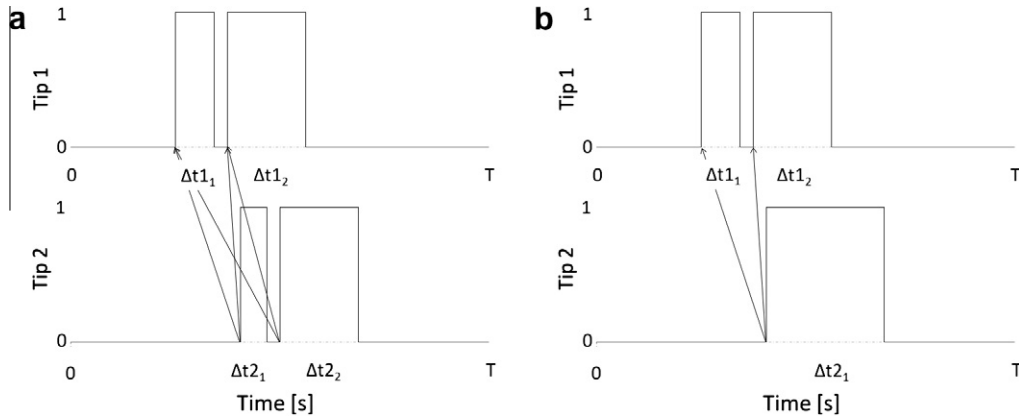 a
1
Tip 1
0
0
Δt1₁
Δt1₂
T
1
Tip 2
0
0
Δt2₁
Δt2₂
T
Time [s]
b
1
Tip 1
0
0
Δt1₁
Δt1₂
T
1
Tip 2
0
0
Δt2₁
T
Time [s]